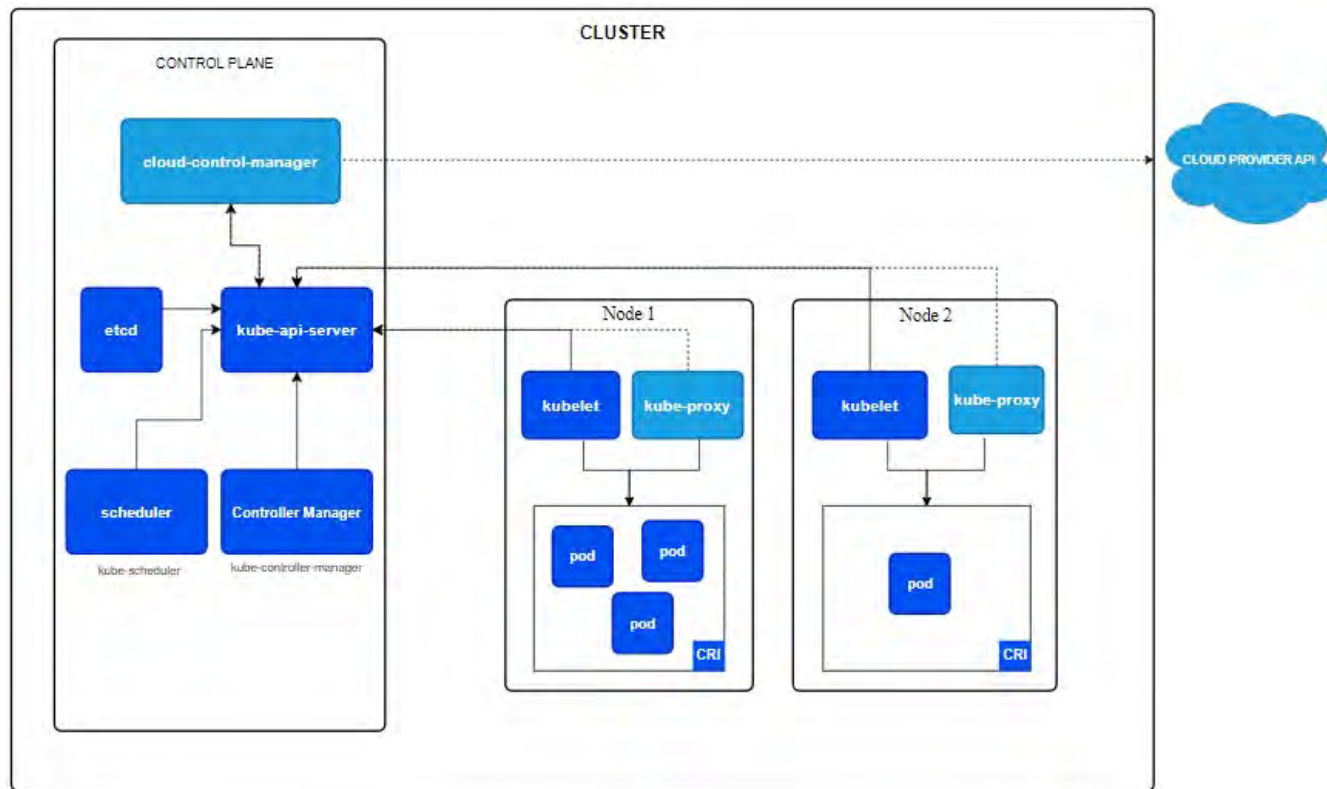 CLUSTER
CONTROL PLANE
cloud-control-manager
CLOUD PROVIDER API
etcd
kube-api-server
Node 1
Node 2
kubelet
kube-proxy
kubelet
kube-proxy
scheduler
Controller Manager
kube-scheduler
kube-controller-manager
pod
pod
pod
CRI
pod
CRI